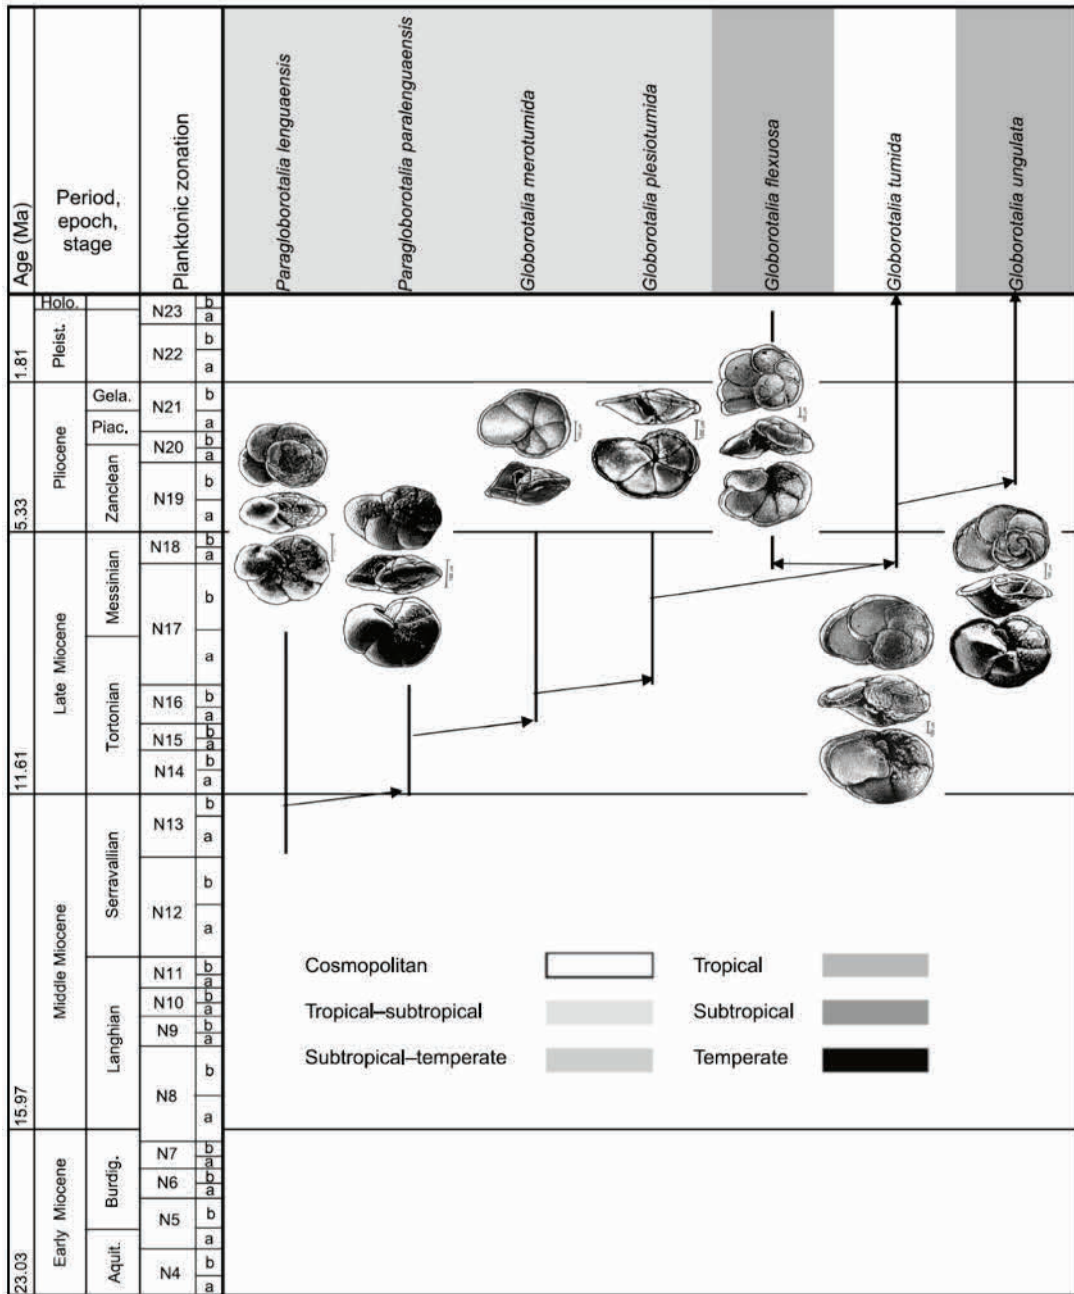 Age (Ma)
Period,
epoch,
stage
Planktonic zonation
Paragloborotalia lenguaensis
Paragloborotalia paralenguaensis
Globorotalia merotumida
Globorotalia plesiotumida
Globorotalia flexuosa
Globorotalia tumida
Globorotalia ungulata
Holo.
N23
b
a
1.81
Pleist.
N22
b
a
5.33
Pliocene
Gela.
N21
b
a
Piac.
N20
b
a
Zanclean
N19
b
a
11.61
Late Miocene
Messinian
N18
b
a
N17
b
a
Tortonian
N16
b
a
N15
b
a
N14
b
a
15.97
Middle Miocene
Serravallian
N13
b
a
N12
b
a
Langhian
N11
b
a
N10
b
a
N9
b
a
N8
b
a
23.03
Early Miocene
Burdig.
N7
b
a
N6
b
a
N5
b
a
Aquit.
N4
b
a
Cosmopolitan
Tropical
Tropical–subtropical
Subtropical
Subtropical–temperate
Temperate